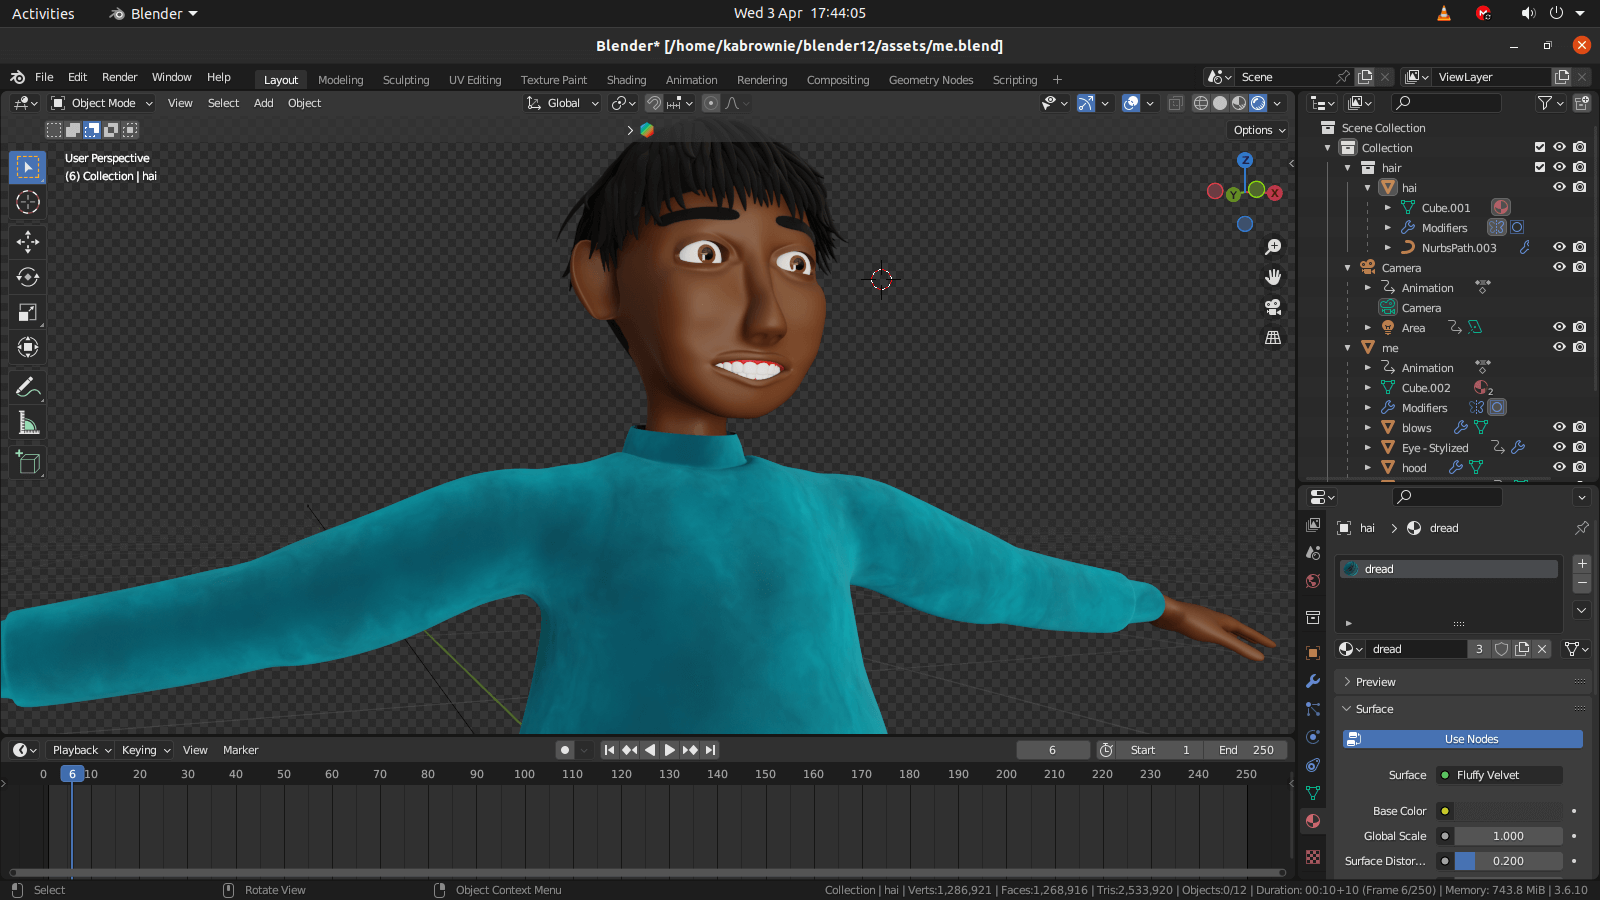 Activities Blender Wed 3 Apr 17:44:05
Blender* [/home/kabrownie/blender12/assets/me.blend]
File Edit Render Window Help Layout Modeling Sculpting UV Editing Texture Paint Shading Animation Rendering Compositing Geometry Nodes Scripting + Scene ViewLayer
Object Mode View Select Add Object Global
Options
User Perspective
(6) Collection | hai
Z
Y
X
Scene Collection
Collection
hair
hai
Cube.001
Modifiers
NurbsPath.003
Camera
Animation
Camera
Area
me
Animation
Cube.002 2
Modifiers
blows
Eye - Stylized
hood
hai > dread
dread
dread 3
Preview
Surface
Use Nodes
Surface Fluffy Velvet
Base Color
Global Scale 1.000
Surface Distor... 0.200
Playback Keying View Marker 6 Start 1 End 250
0 6 10 20 30 40 50 60 70 80 90 100 110 120 130 140 150 160 170 180 190 200 210 220 230 240 250
Select Rotate View Object Context Menu Collection | hai | Verts:1,286,921 | Faces:1,268,916 | Tris:2,533,920 | Objects:0/12 | Duration: 00:10+10 (Frame 6/250) | Memory: 743.8 MiB | 3.6.10